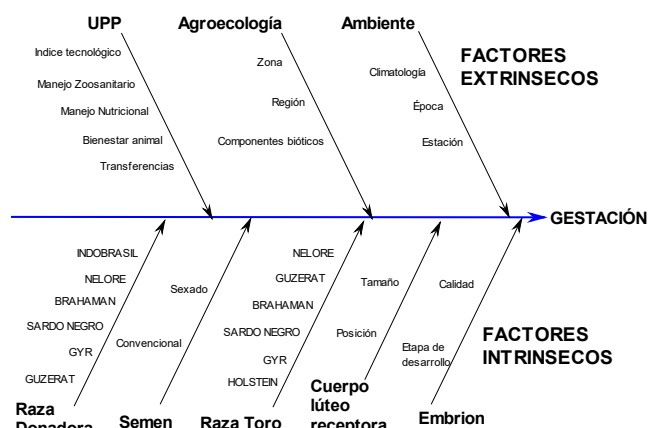 UPP
Agroecología
Ambiente
Indice tecnológico
Manejo Zoosanitario
Manejo Nutricional
Bienestar animal
Transferencias
Zona
Región
Componentes bióticos
Climatología
Época
Estación
FACTORES
EXTRINSECOS
GESTACIÓN
INDOBRASIL
NELORE
BRAHAMAN
SARDO NEGRO
GYR
GUZERAT
Sexado
Convencional
NELORE
GUZERAT
BRAHAMAN
SARDO NEGRO
GYR
HOLSTEIN
Tamaño
Posición
Calidad
Etapa de
desarrollo
FACTORES
INTRINSECOS
Raza
Donadora
Semen
Raza Toro
Cuerpo
lúteo
receptora
Embrion